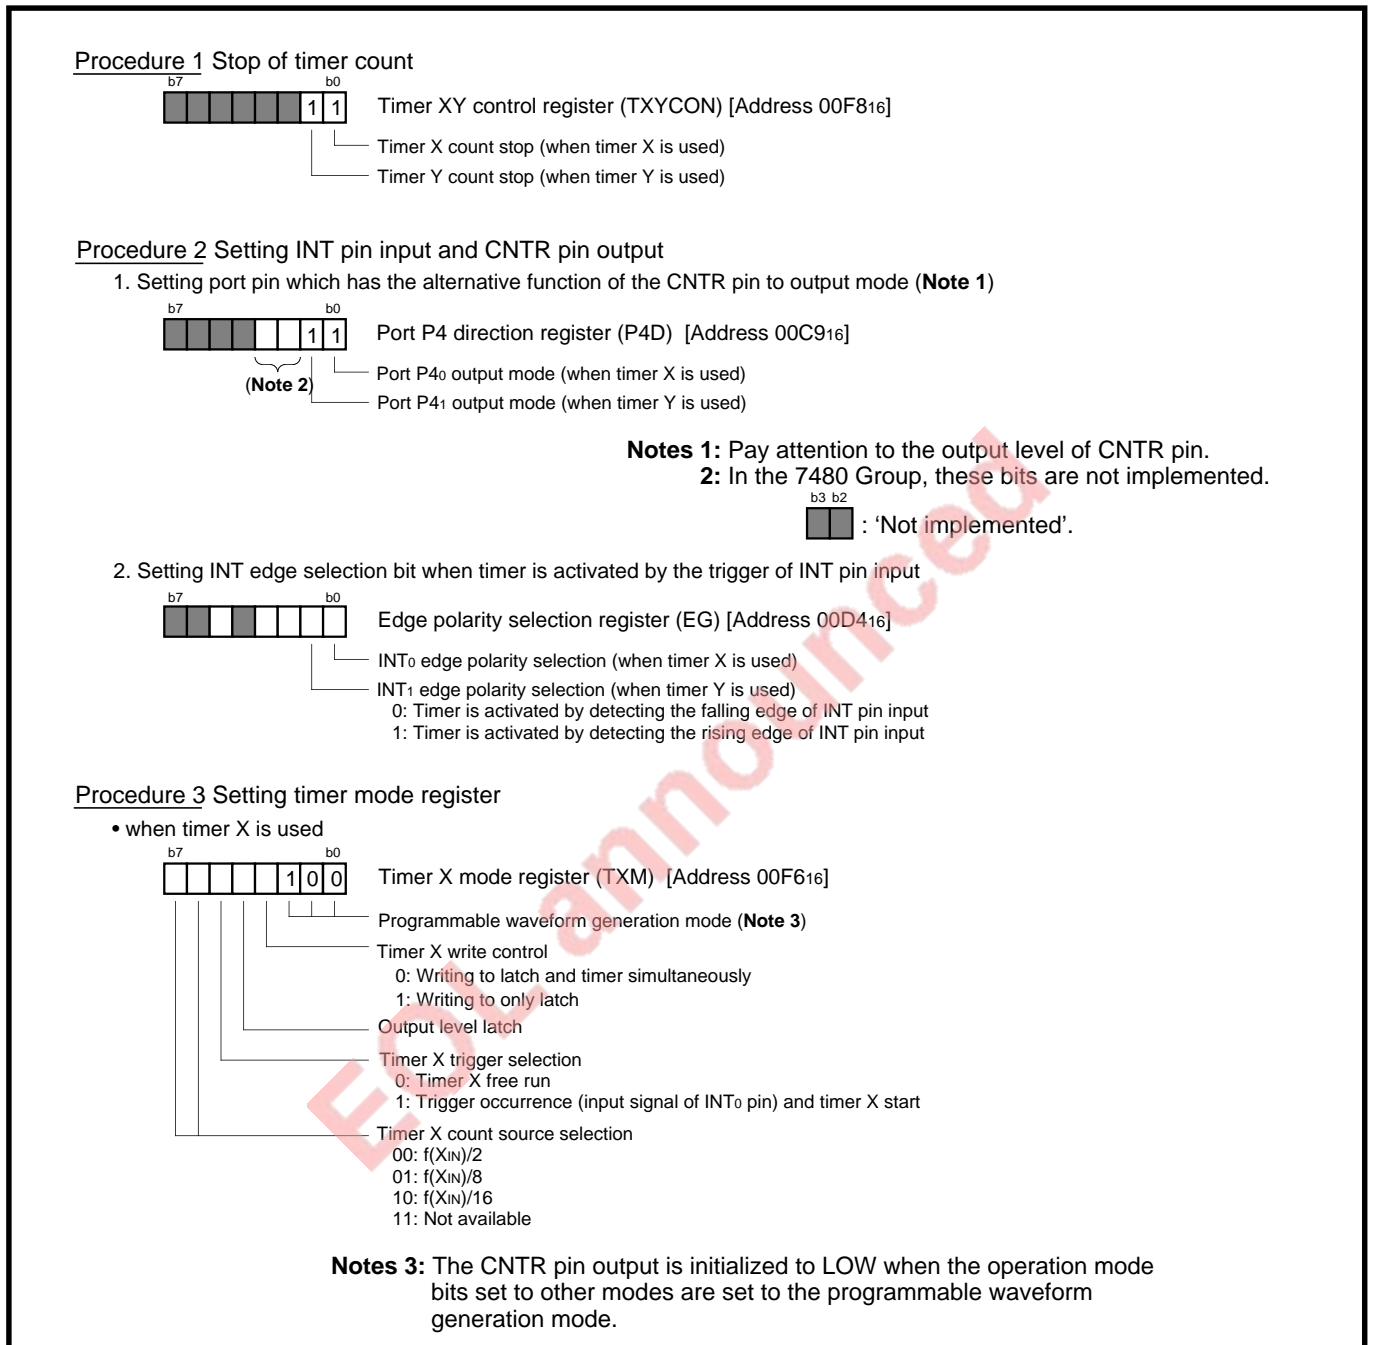 Procedure 1 Stop of timer count
b7 b0
1 1 Timer XY control register (TXYCON) [Address 00F816]
Timer X count stop (when timer X is used)
Timer Y count stop (when timer Y is used)
Procedure 2 Setting INT pin input and CNTR pin output
1. Setting port pin which has the alternative function of the CNTR pin to output mode (Note 1)
b7 b0
1 1 Port P4 direction register (P4D) [Address 00C916]
Port P40 output mode (when timer X is used)
(Note 2)
Port P41 output mode (when timer Y is used)
Notes 1: Pay attention to the output level of CNTR pin.
2: In the 7480 Group, these bits are not implemented.
b3 b2
: ‘Not implemented’.
2. Setting INT edge selection bit when timer is activated by the trigger of INT pin input
b7 b0
Edge polarity selection register (EG) [Address 00D416]
INT0 edge polarity selection (when timer X is used)
INT1 edge polarity selection (when timer Y is used)
0: Timer is activated by detecting the falling edge of INT pin input
1: Timer is activated by detecting the rising edge of INT pin input
Procedure 3 Setting timer mode register
• when timer X is used
b7 b0
1 0 0 Timer X mode register (TXM) [Address 00F616]
Programmable waveform generation mode (Note 3)
Timer X write control
0: Writing to latch and timer simultaneously
1: Writing to only latch
Output level latch
Timer X trigger selection
0: Timer X free run
1: Trigger occurrence (input signal of INT0 pin) and timer X start
Timer X count source selection
00: f(XIN)/2
01: f(XIN)/8
10: f(XIN)/16
11: Not available
Notes 3: The CNTR pin output is initialized to LOW when the operation mode
bits set to other modes are set to the programmable waveform
generation mode.
EOL announced